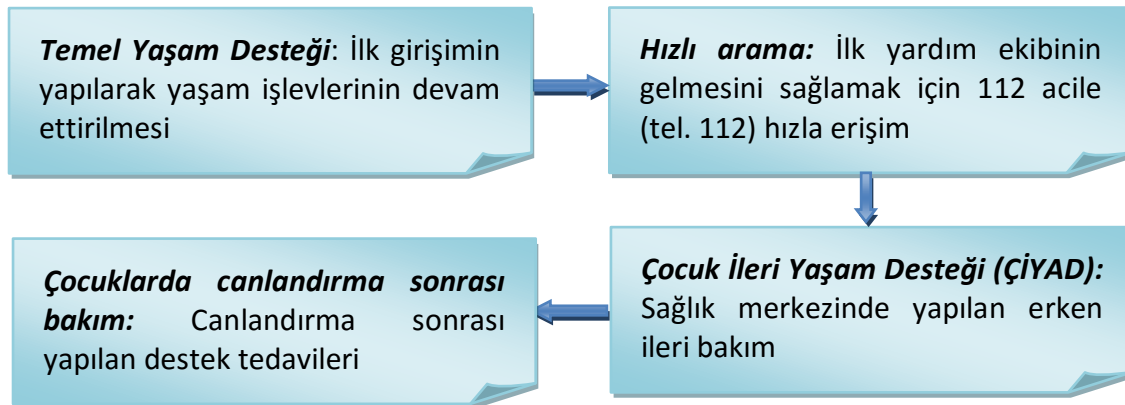 Temel Yaşam Desteği: İlk girişimin
yapılarak yaşam işlevlerinin devam
ettirilmesi
Hızlı arama: İlk yardım ekibinin
gelmesini sağlamak için 112 acile
(tel. 112) hızla erişim
Çocuk İleri Yaşam Desteği (ÇİYAD):
Sağlık merkezinde yapılan erken
ileri bakım
Çocuklarda canlandırma sonrası
bakım: Canlandırma sonrası
yapılan destek tedavileri